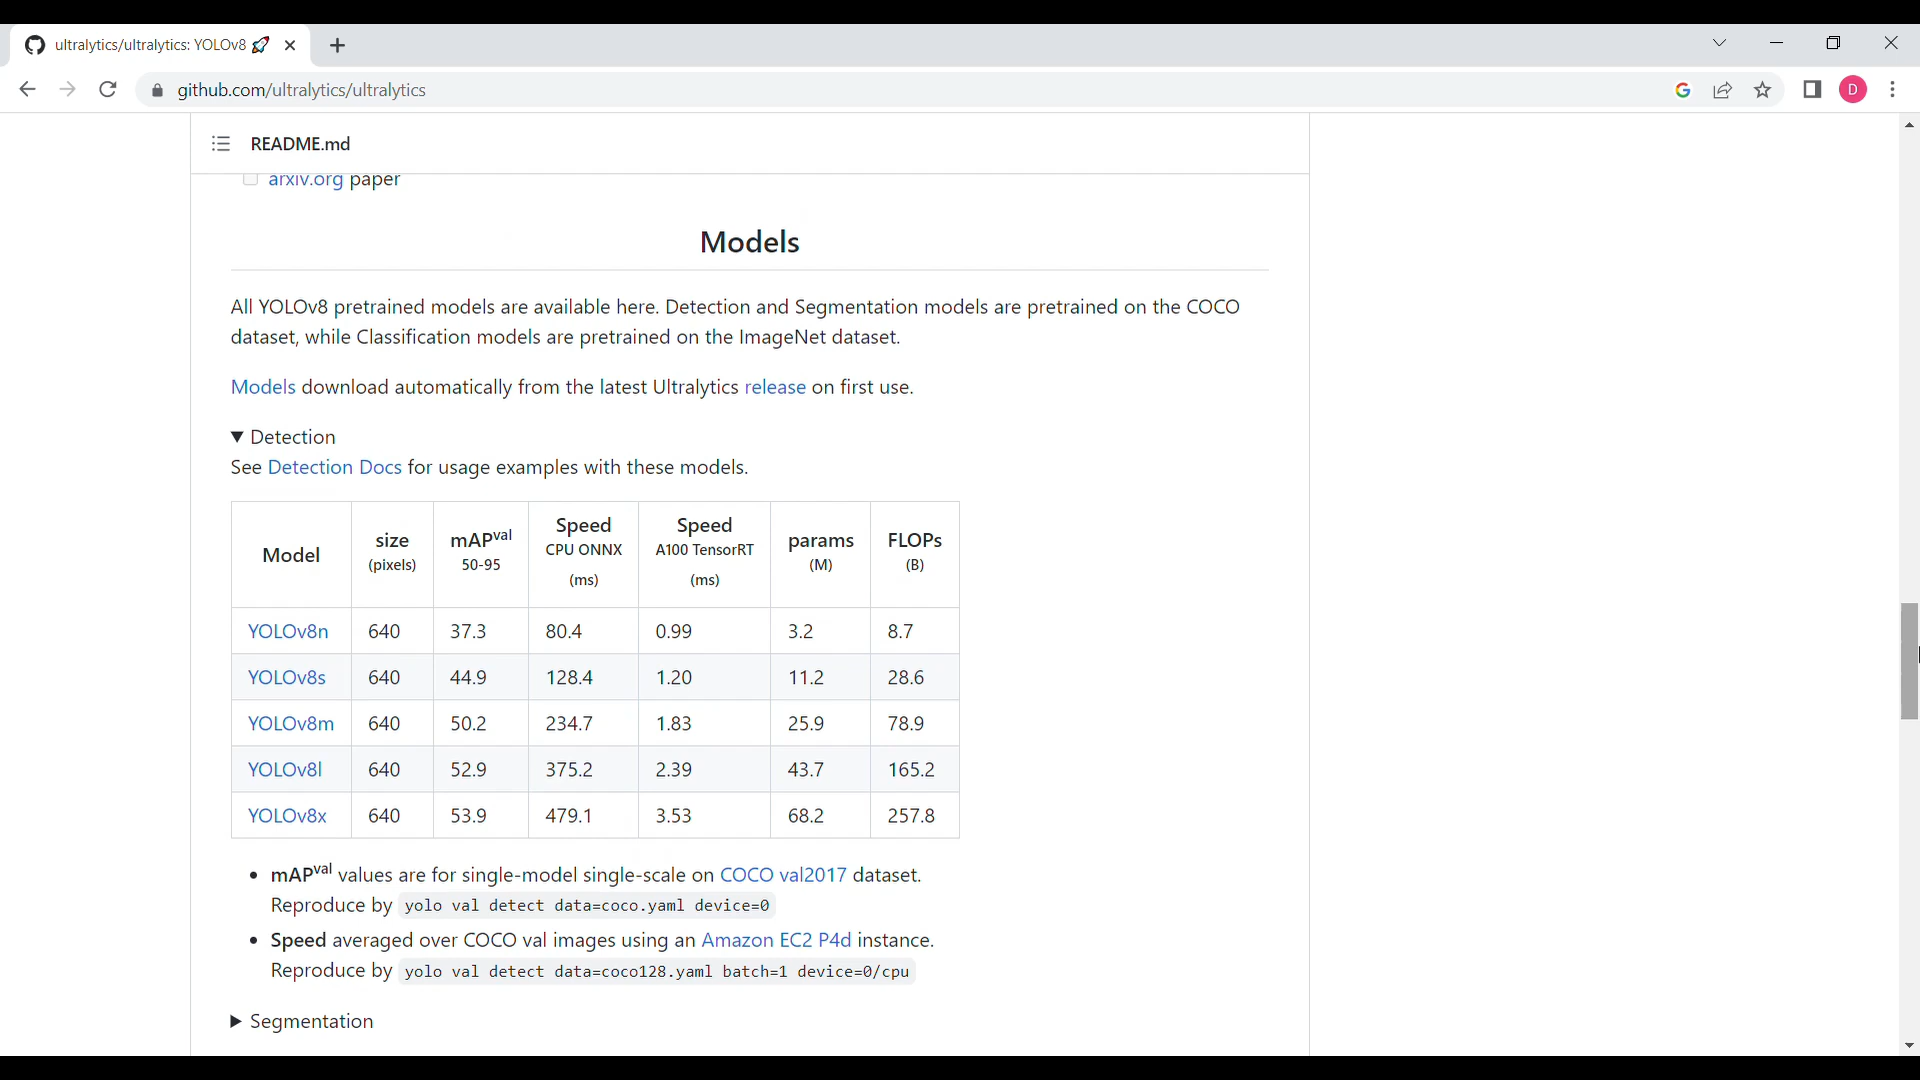 ultralytics/ultralytics: YOLOv8 🚀
github.com/ultralytics/ultralytics
D
README.md
arxiv.org paper
Models
All YOLOv8 pretrained models are available here. Detection and Segmentation models are pretrained on the COCO
dataset, while Classification models are pretrained on the ImageNet dataset.
Models download automatically from the latest Ultralytics release on first use.
▼ Detection
See Detection Docs for usage examples with these models.
Model size (pixels) mAPval 50-95 Speed CPU ONNX (ms) Speed A100 TensorRT (ms) params (M) FLOPs (B)
YOLOv8n 640 37.3 80.4 0.99 3.2 8.7
YOLOv8s 640 44.9 128.4 1.20 11.2 28.6
YOLOv8m 640 50.2 234.7 1.83 25.9 78.9
YOLOv8l 640 52.9 375.2 2.39 43.7 165.2
YOLOv8x 640 53.9 479.1 3.53 68.2 257.8
• mAPval values are for single-model single-scale on COCO val2017 dataset.
Reproduce by yolo val detect data=coco.yaml device=0
• Speed averaged over COCO val images using an Amazon EC2 P4d instance.
Reproduce by yolo val detect data=coco128.yaml batch=1 device=0/cpu
▶ Segmentation